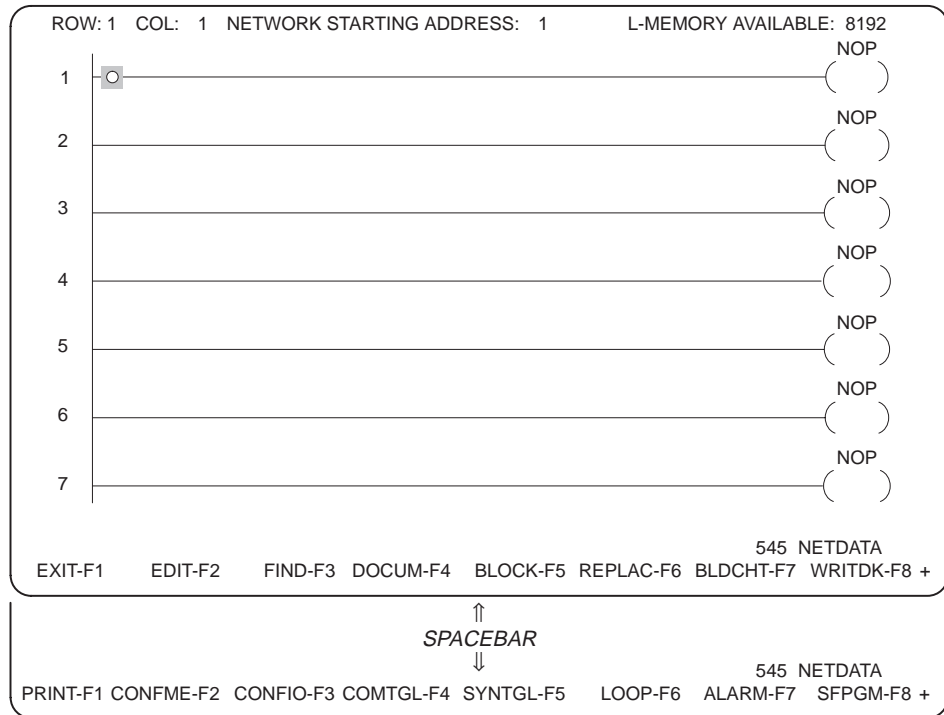 ROW: 1 COL: 1 NETWORK STARTING ADDRESS: 1 L-MEMORY AVAILABLE: 8192
NOP
1
NOP
2
NOP
3
NOP
4
NOP
5
NOP
6
NOP
7
545 NETDATA
EXIT-F1 EDIT-F2 FIND-F3 DOCUM-F4 BLOCK-F5 REPLAC-F6 BLDCHT-F7 WRITDK-F8 +
⇑
SPACEBAR
⇓
545 NETDATA
PRINT-F1 CONFME-F2 CONFIO-F3 COMTGL-F4 SYNTGL-F5 LOOP-F6 ALARM-F7 SFPGM-F8 +